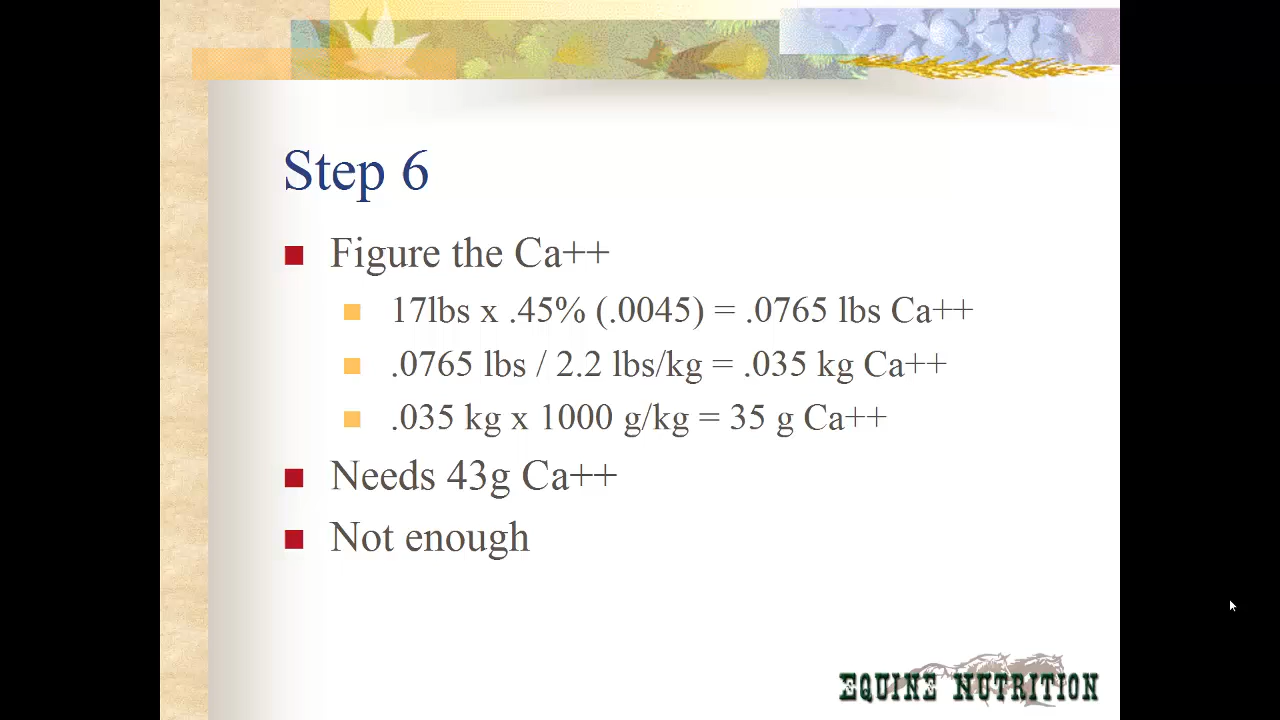 Step 6
Figure the Ca++
17lbs x .45% (.0045) = .0765 lbs Ca++
.0765 lbs / 2.2 lbs/kg = .035 kg Ca++
.035 kg x 1000 g/kg = 35 g Ca++
Needs 43g Ca++
Not enough
EQUINE NUTRITION